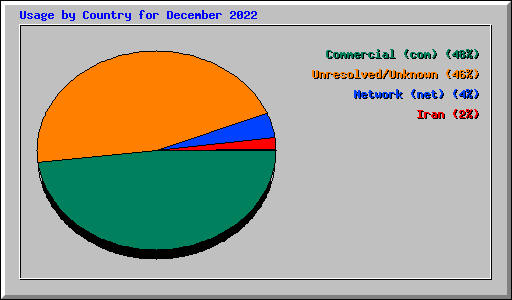 Usage by Country for December 2022
Commercial (com) (48%)
Unresolved/Unknown (46%)
Network (net) (4%)
Iran (2%)